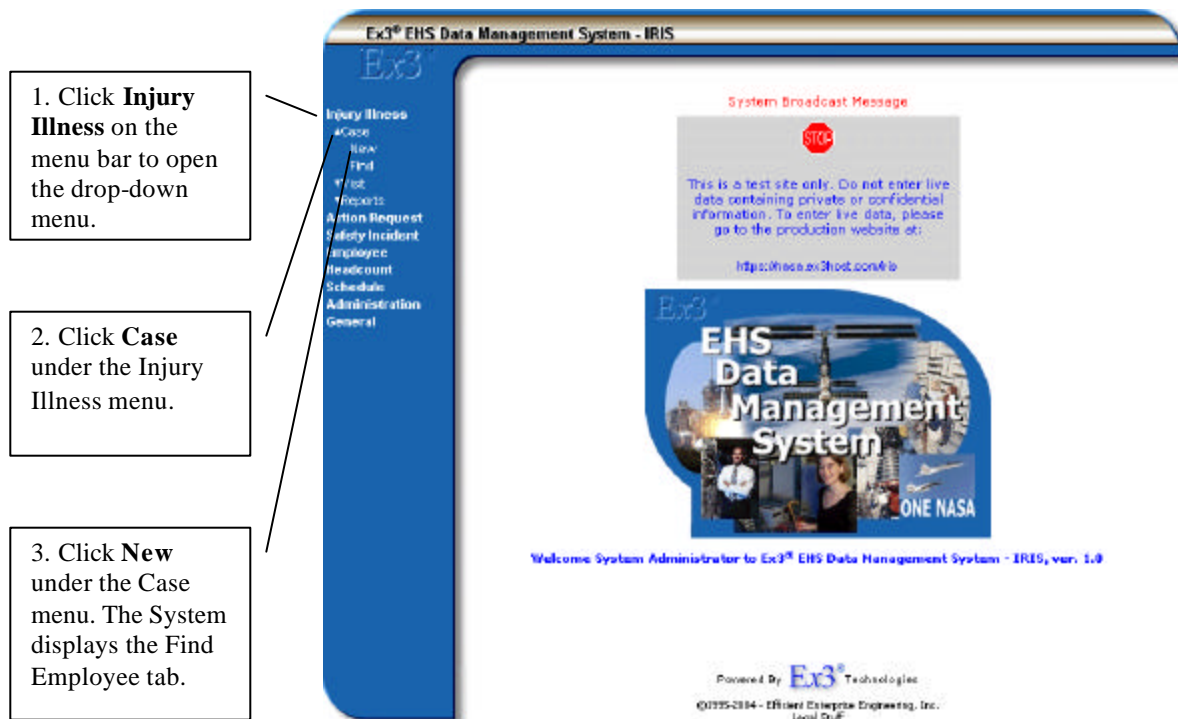 Ex3® EHS Data Management System - IRIS
Ex3
1. Click Injury
Illness on the
menu bar to open
the drop-down
menu.
2. Click Case
under the Injury
Illness menu.
3. Click New
under the Case
menu. The System
displays the Find
Employee tab.
Injury Illness
Case
New
Find
Reports
Action Request
Safety Incident
Employee
Headcount
Schedule
Administration
General
System Broadcast Message
STOP
This is a test site only. Do not enter live
data containing private or confidential
information. To enter live data, please
go to the production website at:
https://nasa.ex3host.com/iris
Ex3
EHS
Data
Management
System
ONE NASA
Welcome System Administrator to Ex3® EHS Data Management System - IRIS, ver. 1.0
Powered By Ex3® Technologies
©1995-2004 - Efficient Enterprise Engineering, Inc.
Legal Stuff